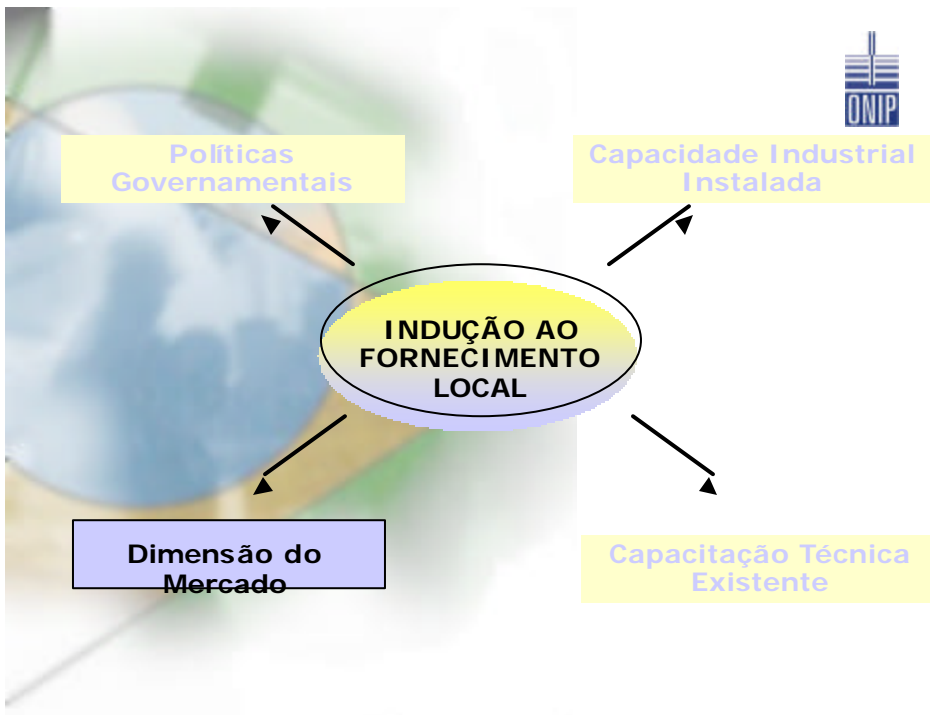 ONIP
Políticas
Governamentais
Capacidade Industrial
Instalada
INDUÇÃO AO
FORNECIMENTO
LOCAL
Dimensão do
Mercado
Capacitação Técnica
Existente